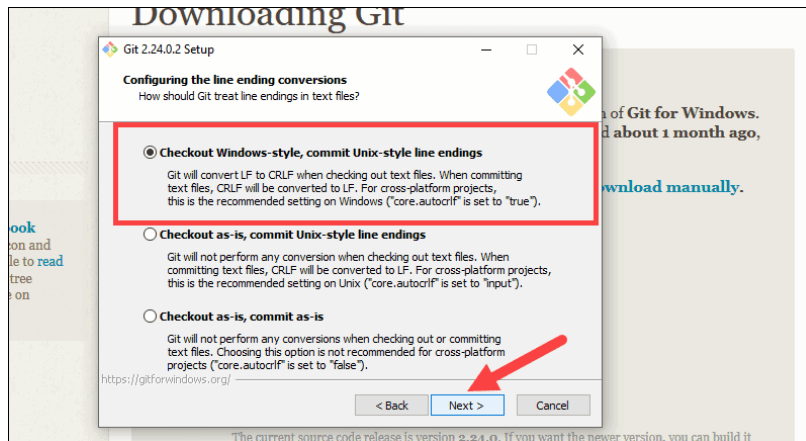 Downloading Git
Git 2.24.0.2 Setup
Configuring the line ending conversions
How should Git treat line endings in text files?
Checkout Windows-style, commit Unix-style line endings
Git will convert LF to CRLF when checking out text files. When committing
text files, CRLF will be converted to LF. For cross-platform projects,
this is the recommended setting on Windows ("core.autocrlf" is set to "true").
Checkout as-is, commit Unix-style line endings
Git will not perform any conversion when checking out text files. When
committing text files, CRLF will be converted to LF. For cross-platform projects,
this is the recommended setting on Unix ("core.autocrlf" is set to "input").
Checkout as-is, commit as-is
Git will not perform any conversions when checking out or committing
text files. Choosing this option is not recommended for cross-platform
projects ("core.autocrlf" is set to "false").
https://gitforwindows.org/
< Back
Next >
Cancel
of Git for Windows.
about 1 month ago,
manually.
and
to read
tree
on
The current source code release is version 2.24.0. If you want the newer version, you can build it